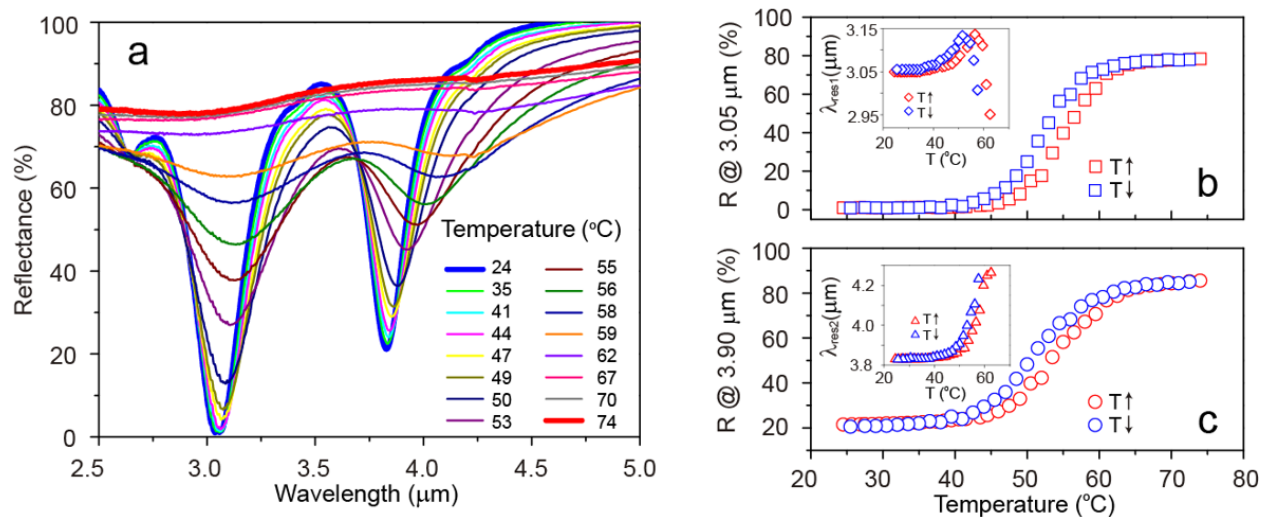 a
Reflectance (%)
100
80
60
40
20
0
2.5 3.0 3.5 4.0 4.5 5.0
Wavelength (μm)
Temperature (°C)
24 55
35 56
41 58
44 59
47 62
49 67
50 70
53 74
b
R @ 3.05 μm (%)
100
80
60
40
20
0
λres1(μm)
3.15
3.05
2.95
T↑
T↓
20 40 60
T (°C)
T↑
T↓
c
R @ 3.90 μm (%)
100
80
60
40
20
λres2(μm)
4.2
4.0
3.8
T↑
T↓
20 40 60
T (°C)
T↑
T↓
20 30 40 50 60 70 80
Temperature (°C)